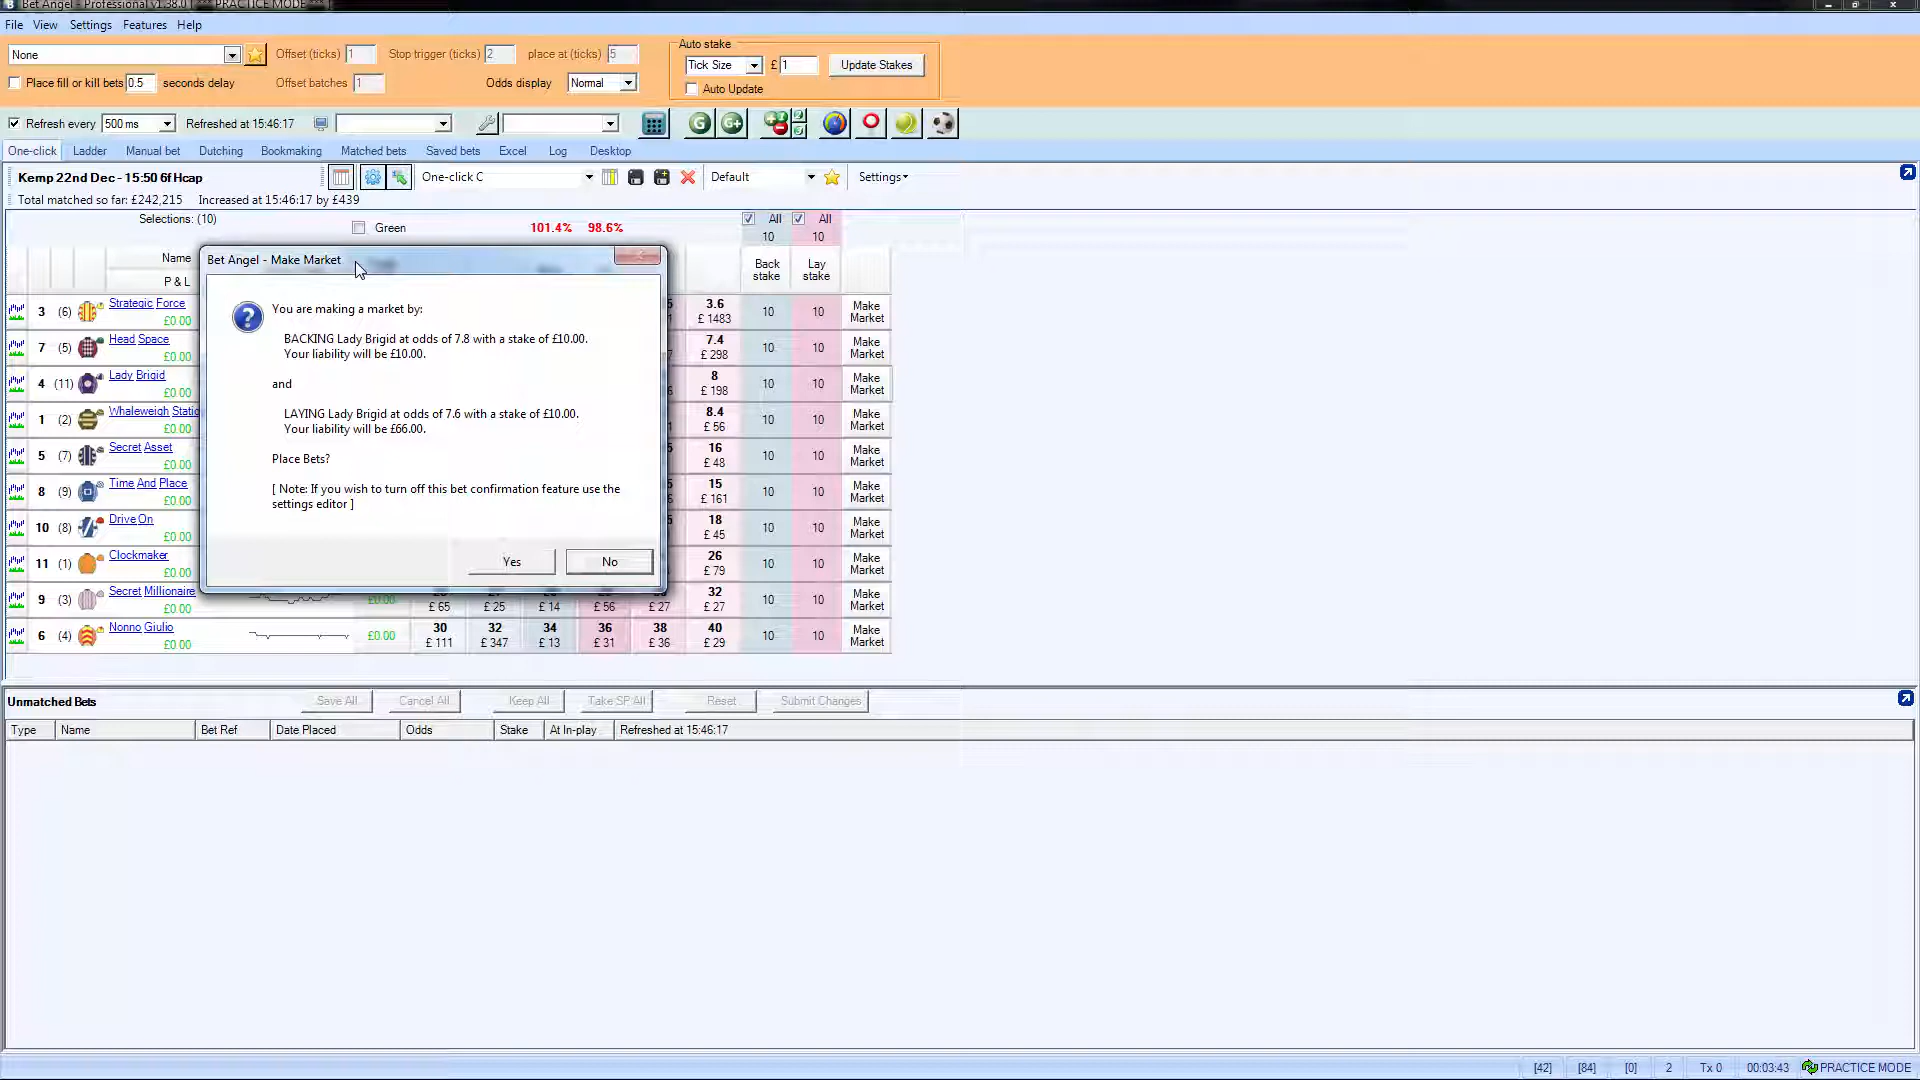 Bet Angel - Professional v1.38.0 | *** PRACTICE MODE ***
File View Settings Features Help
None Offset (ticks) 1 Stop trigger (ticks) 2 place at (ticks) 5
Auto stake
Tick Size £ 1 Update Stakes
Place fill or kill bets 0.5 seconds delay Offset batches 1 Odds display Normal
Auto Update
Refresh every 500 ms Refreshed at 15:46:17 G G+
One-click Ladder Manual bet Dutching Bookmaking Matched bets Saved bets Excel Log Desktop
Kemp 22nd Dec - 15:50 6f Hcap One-click C Default Settings
Total matched so far: £242,215 Increased at 15:46:17 by £439
Selections: (10) Green 101.4% 98.6% All All
10 10
Name Back stake Lay stake
P & L
3 (6) Strategic Force £0.00 3.6 £ 1483 10 10 Make Market
7 (5) Head Space £0.00 7.4 £ 298 10 10 Make Market
4 (11) Lady Brigid £0.00 8 £ 198 10 10 Make Market
1 (2) Whaleweigh Static £0.00 8.4 £ 56 10 10 Make Market
5 (7) Secret Asset £0.00 16 £ 48 10 10 Make Market
8 (9) Time And Place £0.00 15 £ 161 10 10 Make Market
10 (8) Drive On £0.00 18 £ 45 10 10 Make Market
11 (1) Clockmaker £0.00 26 £ 79 10 10 Make Market
9 (3) Secret Millionaire £0.00 £0.00 £ 65 £ 25 £ 14 £ 56 £ 27 32 £ 27 10 10 Make Market
6 (4) Nonno Giulio £0.00 £0.00 30 £ 111 32 £ 347 34 £ 13 36 £ 31 38 £ 36 40 £ 29 10 10 Make Market
Bet Angel - Make Market
You are making a market by:
BACKING Lady Brigid at odds of 7.8 with a stake of £10.00.
Your liability will be £10.00.
and
LAYING Lady Brigid at odds of 7.6 with a stake of £10.00.
Your liability will be £66.00.
Place Bets?
[ Note: If you wish to turn off this bet confirmation feature use the
settings editor ]
Yes No
Unmatched Bets Save All Cancel All Keep All Take SP All Reset Submit Changes
Type Name Bet Ref Date Placed Odds Stake At In-play Refreshed at 15:46:17
[42] [84] [0] 2 Tx 0 00:03:43 PRACTICE MODE